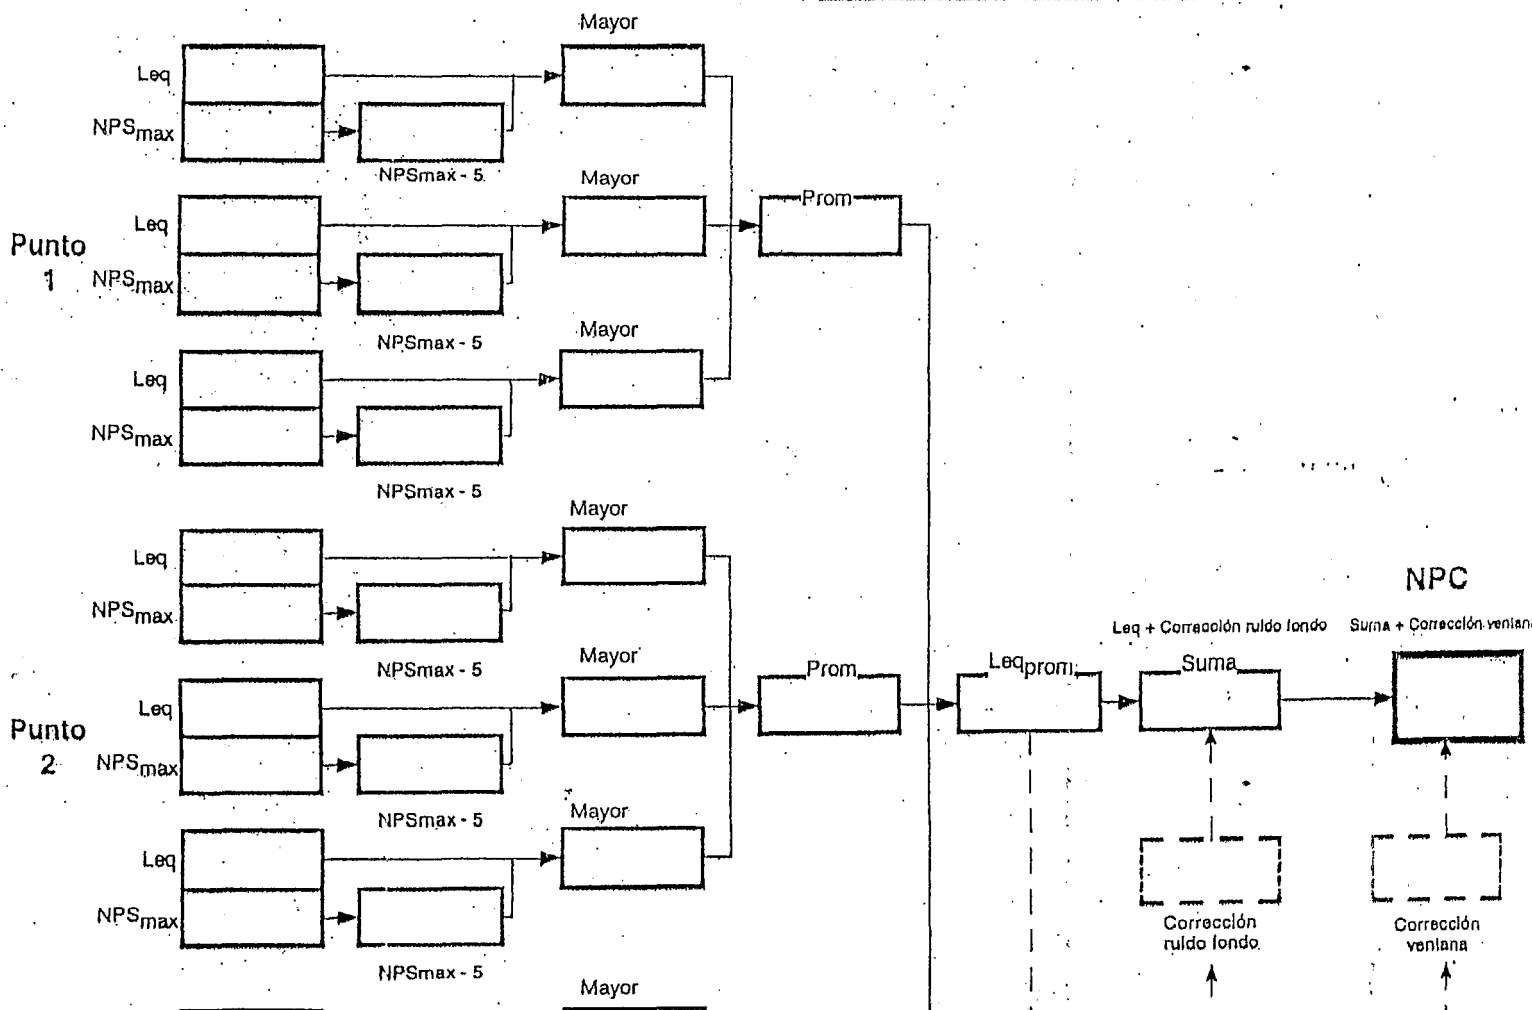 Mayor
Leq
NPSmax
NPSmax - 5
Mayor
Prom
Leq
Punto
1
NPSmax
NPSmax - 5
Mayor
Leq
NPSmax
NPSmax - 5
Mayor
Leq
NPSmax
NPSmax - 5
NPC
Leq + Corrección ruido fondo
Suma + Corrección ventana
Mayor
Prom
Leqprom
Suma
Leq
Punto
2
NPSmax
NPSmax - 5
Mayor
Leq
NPSmax
NPSmax - 5
Corrección
ruido fondo
Corrección
ventana
Mayor